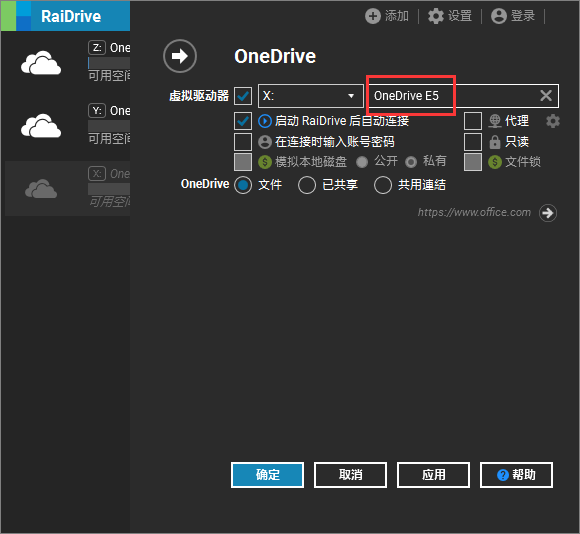 RaiDrive
添加 设置 登录
Z: One
可用空间
Y: One
可用空间
X: One
可用空间
OneDrive
虚拟驱动器 X: OneDrive E5
启动 RaiDrive 后自动连接 代理
在连接时输入账号密码 只读
模拟本地磁盘 公开 私有 文件锁
OneDrive 文件 已共享 共用連結
https://www.office.com
确定 取消 应用 帮助